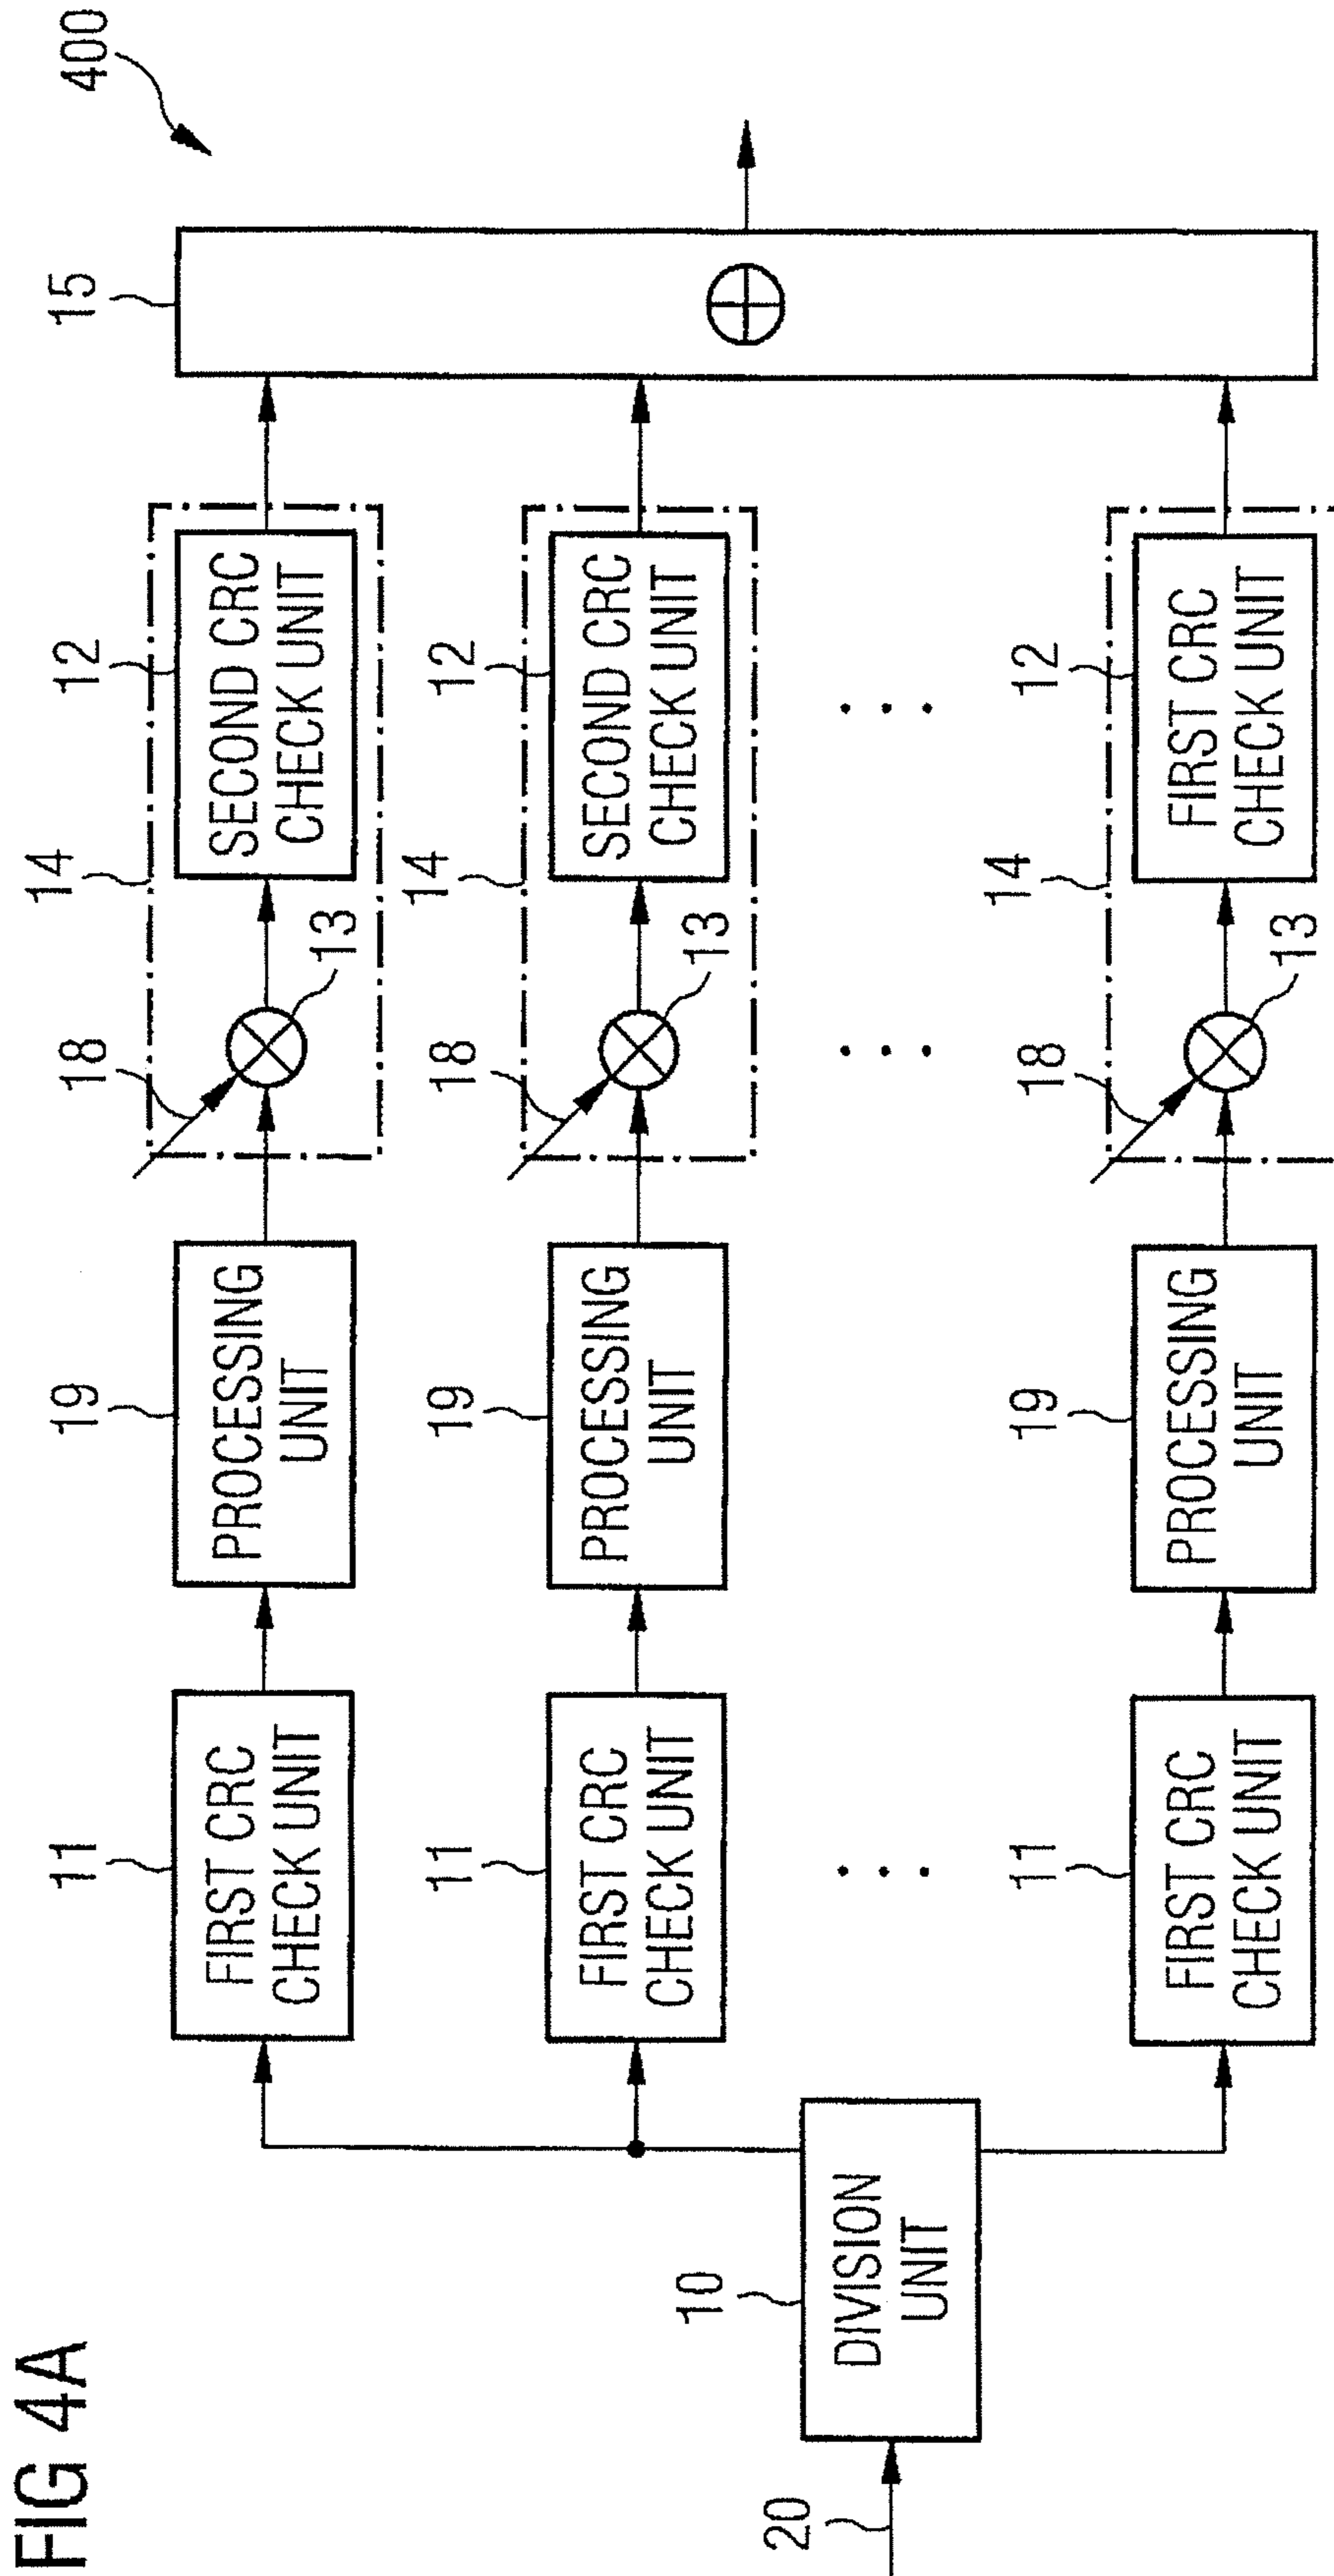 FIG 4A
400
20
10
DIVISION
UNIT
11
FIRST CRC
CHECK UNIT
19
PROCESSING
UNIT
18
13
14
12
SECOND CRC
CHECK UNIT
15
11
FIRST CRC
CHECK UNIT
19
PROCESSING
UNIT
18
13
14
12
SECOND CRC
CHECK UNIT
11
FIRST CRC
CHECK UNIT
19
PROCESSING
UNIT
18
13
14
12
FIRST CRC
CHECK UNIT